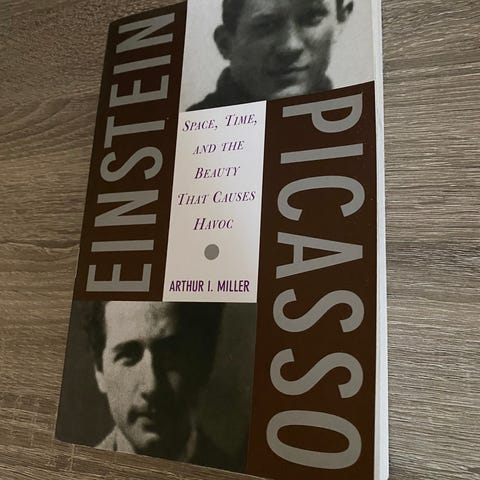 EINSTEIN
PICASSO
SPACE, TIME,
AND THE
BEAUTY
THAT CAUSES
HAVOC
ARTHUR I. MILLER